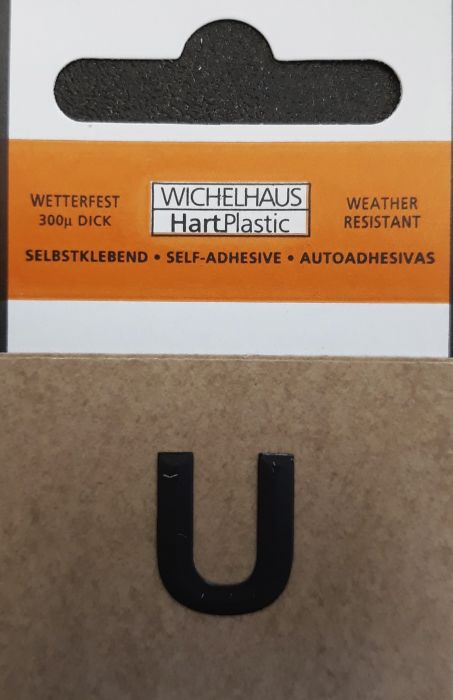 WETTERFEST
300µ DICK
WICHELHAUS
HartPlastic
WEATHER
RESISTANT
SELBSTKLEBEND • SELF-ADHESIVE • AUTOADHESIVAS
U